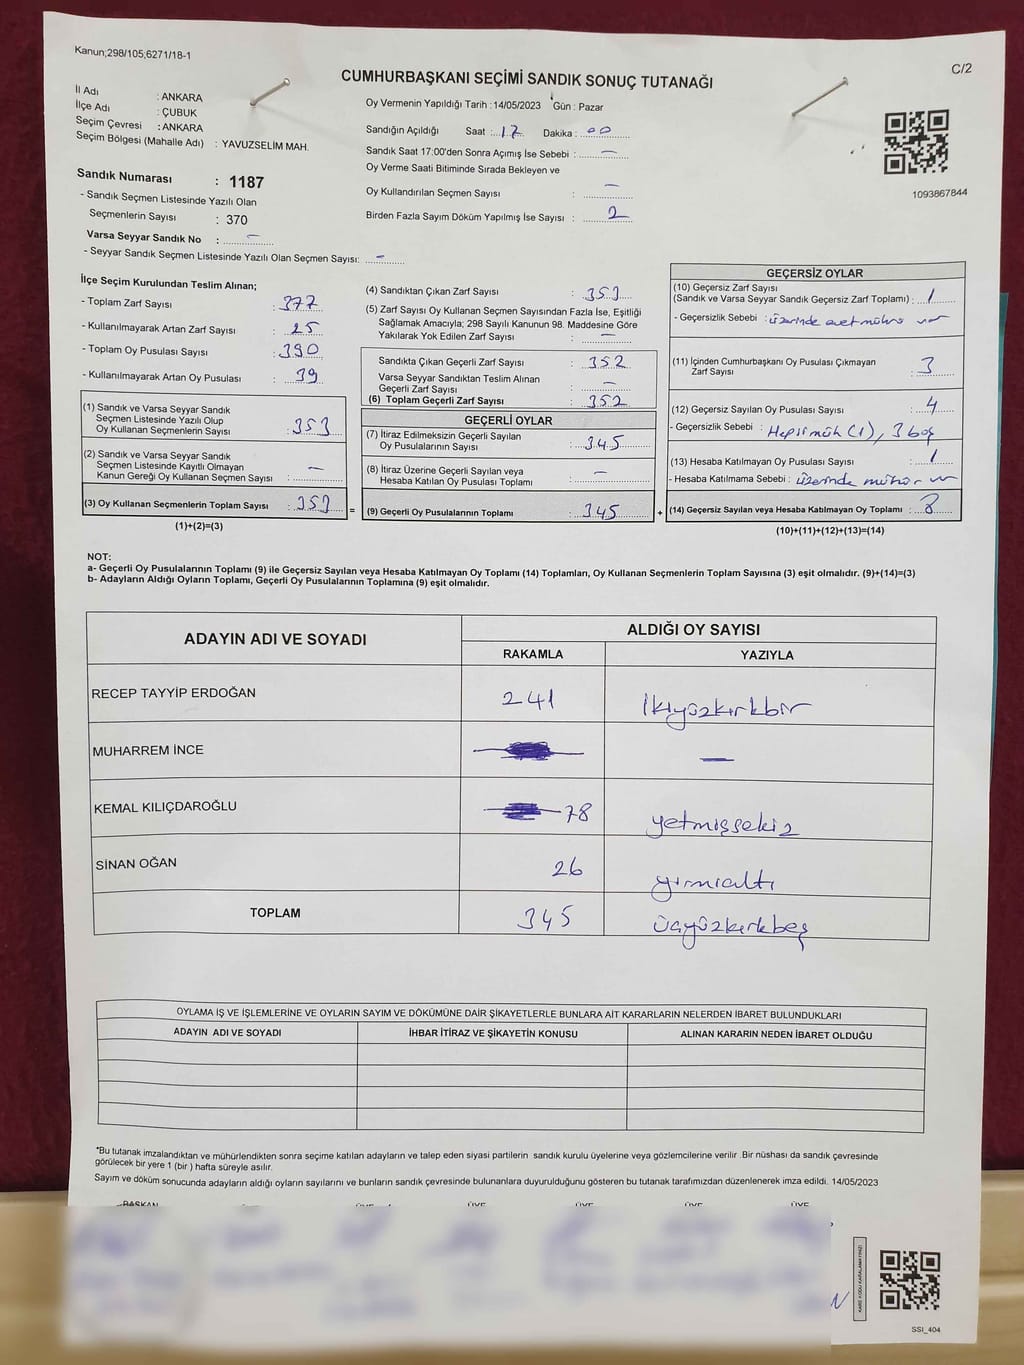 Kanun;298/105;6271/18-1
C/2
CUMHURBAŞKANI SEÇİMİ SANDIK SONUÇ TUTANAĞI
İl Adı : ANKARA
İlçe Adı : ÇUBUK
Seçim Çevresi : ANKARA
Seçim Bölgesi (Mahalle Adı) : YAVUZSELİM MAH.
Sandık Numarası : 1187
- Sandık Seçmen Listesinde Yazılı Olan
Seçmenlerin Sayısı : 370
Varsa Seyyar Sandık No : -
- Seyyar Sandık Seçmen Listesinde Yazılı Olan Seçmen Sayısı: -
Oy Vermenin Yapıldığı Tarih : 14/05/2023 Gün : Pazar
Sandığın Açıldığı Saat : 17 Dakika : 00
Sandık Saat 17:00'den Sonra Açımış İse Sebebi : -
Oy Verme Saati Bitiminde Sırada Bekleyen ve
Oy Kullandırılan Seçmen Sayısı : -
Birden Fazla Sayım Döküm Yapılmış İse Sayısı : 2
1093867844
İlçe Seçim Kurulundan Teslim Alınan;
- Toplam Zarf Sayısı : 377
- Kullanılmayarak Artan Zarf Sayısı : 25
- Toplam Oy Pusulası Sayısı : 390
- Kullanılmayarak Artan Oy Pusulası : 39
(1) Sandık ve Varsa Seyyar Sandık
Seçmen Listesinde Yazılı Olup
Oy Kullanan Seçmenlerin Sayısı : 353
(2) Sandık ve Varsa Seyyar Sandık
Seçmen Listesinde Kayıtlı Olmayan
Kanun Gereği Oy Kullanan Seçmen Sayısı : -
(3) Oy Kullanan Seçmenlerin Toplam Sayısı : 353 =
(1)+(2)=(3)
(4) Sandıktan Çıkan Zarf Sayısı : 353
(5) Zarf Sayısı Oy Kullanan Seçmen Sayısından Fazla İse, Eşitliği
Sağlamak Amacıyla; 298 Sayılı Kanunun 98. Maddesine Göre
Yakılarak Yok Edilen Zarf Sayısı : -
Sandıkta Çıkan Geçerli Zarf Sayısı : 352
Varsa Seyyar Sandıktan Teslim Alınan
Geçerli Zarf Sayısı : -
(6) Toplam Geçerli Zarf Sayısı : 352
GEÇERLİ OYLAR
(7) İtiraz Edilmeksizin Geçerli Sayılan
Oy Pusulalarının Sayısı : 345
(8) İtiraz Üzerine Geçerli Sayılan veya
Hesaba Katılan Oy Pusulası Toplamı : -
(9) Geçerli Oy Pusulalarının Toplamı : 345 +
GEÇERSİZ OYLAR
(10) Geçersiz Zarf Sayısı
(Sandık ve Varsa Seyyar Sandık Geçersiz Zarf Toplamı) : 1
- Geçersizlik Sebebi : üzerinde evet mührü var
(11) İçinden Cumhurbaşkanı Oy Pusulası Çıkmayan
Zarf Sayısı : 3
(12) Geçersiz Sayılan Oy Pusulası Sayısı : 4
- Geçersizlik Sebebi : Hepsi müh (1), 3 boş
(13) Hesaba Katılmayan Oy Pusulası Sayısı : 1
- Hesaba Katılmama Sebebi : üzerinde mühür var
(14) Geçersiz Sayılan veya Hesaba Katılmayan Oy Toplamı : 8
(10)+(11)+(12)+(13)=(14)
NOT:
a- Geçerli Oy Pusulalarının Toplamı (9) ile Geçersiz Sayılan veya Hesaba Katılmayan Oy Toplamı (14) Toplamları, Oy Kullanan Seçmenlerin Toplam Sayısına (3) eşit olmalıdır. (9)+(14)=(3)
b- Adayların Aldığı Oyların Toplamı, Geçerli Oy Pusulalarının Toplamına (9) eşit olmalıdır.
ADAYIN ADI VE SOYADI ALDIĞI OY SAYISI
RAKAMLA YAZIYLA
RECEP TAYYİP ERDOĞAN 241 İkiyüzkırkbir
MUHARREM İNCE -
KEMAL KILIÇDAROĞLU 78 yetmişsekiz
SİNAN OĞAN 26 yirmialtı
TOPLAM 345 üçyüzkırkbeş
OYLAMA İŞ VE İŞLEMLERİNE VE OYLARIN SAYIM VE DÖKÜMÜNE DAİR ŞİKAYETLERLE BUNLARA AİT KARARLARIN NELERDEN İBARET BULUNDUKLARI
ADAYIN ADI VE SOYADI İHBAR İTİRAZ VE ŞİKAYETİN KONUSU ALINAN KARARIN NEDEN İBARET OLDUĞU
*Bu tutanak imzalandıktan ve mühürlendikten sonra seçime katılan adayların ve talep eden siyasi partilerin sandık kurulu üyelerine veya gözlemcilerine verilir .Bir nüshası da sandık çevresinde
görülecek bir yere 1 (bir ) hafta süreyle asılır.
Sayım ve döküm sonucunda adayların aldığı oyların sayılarını ve bunların sandık çevresinde bulunanlara duyurulduğunu gösteren bu tutanak tarafımızdan düzenlenerek imza edildi. 14/05/2023
BAŞKAN ÜYE ÜYE ÜYE ÜYE ÜYE
KARE KODU KARALAMAYINIZ!
SSI_404